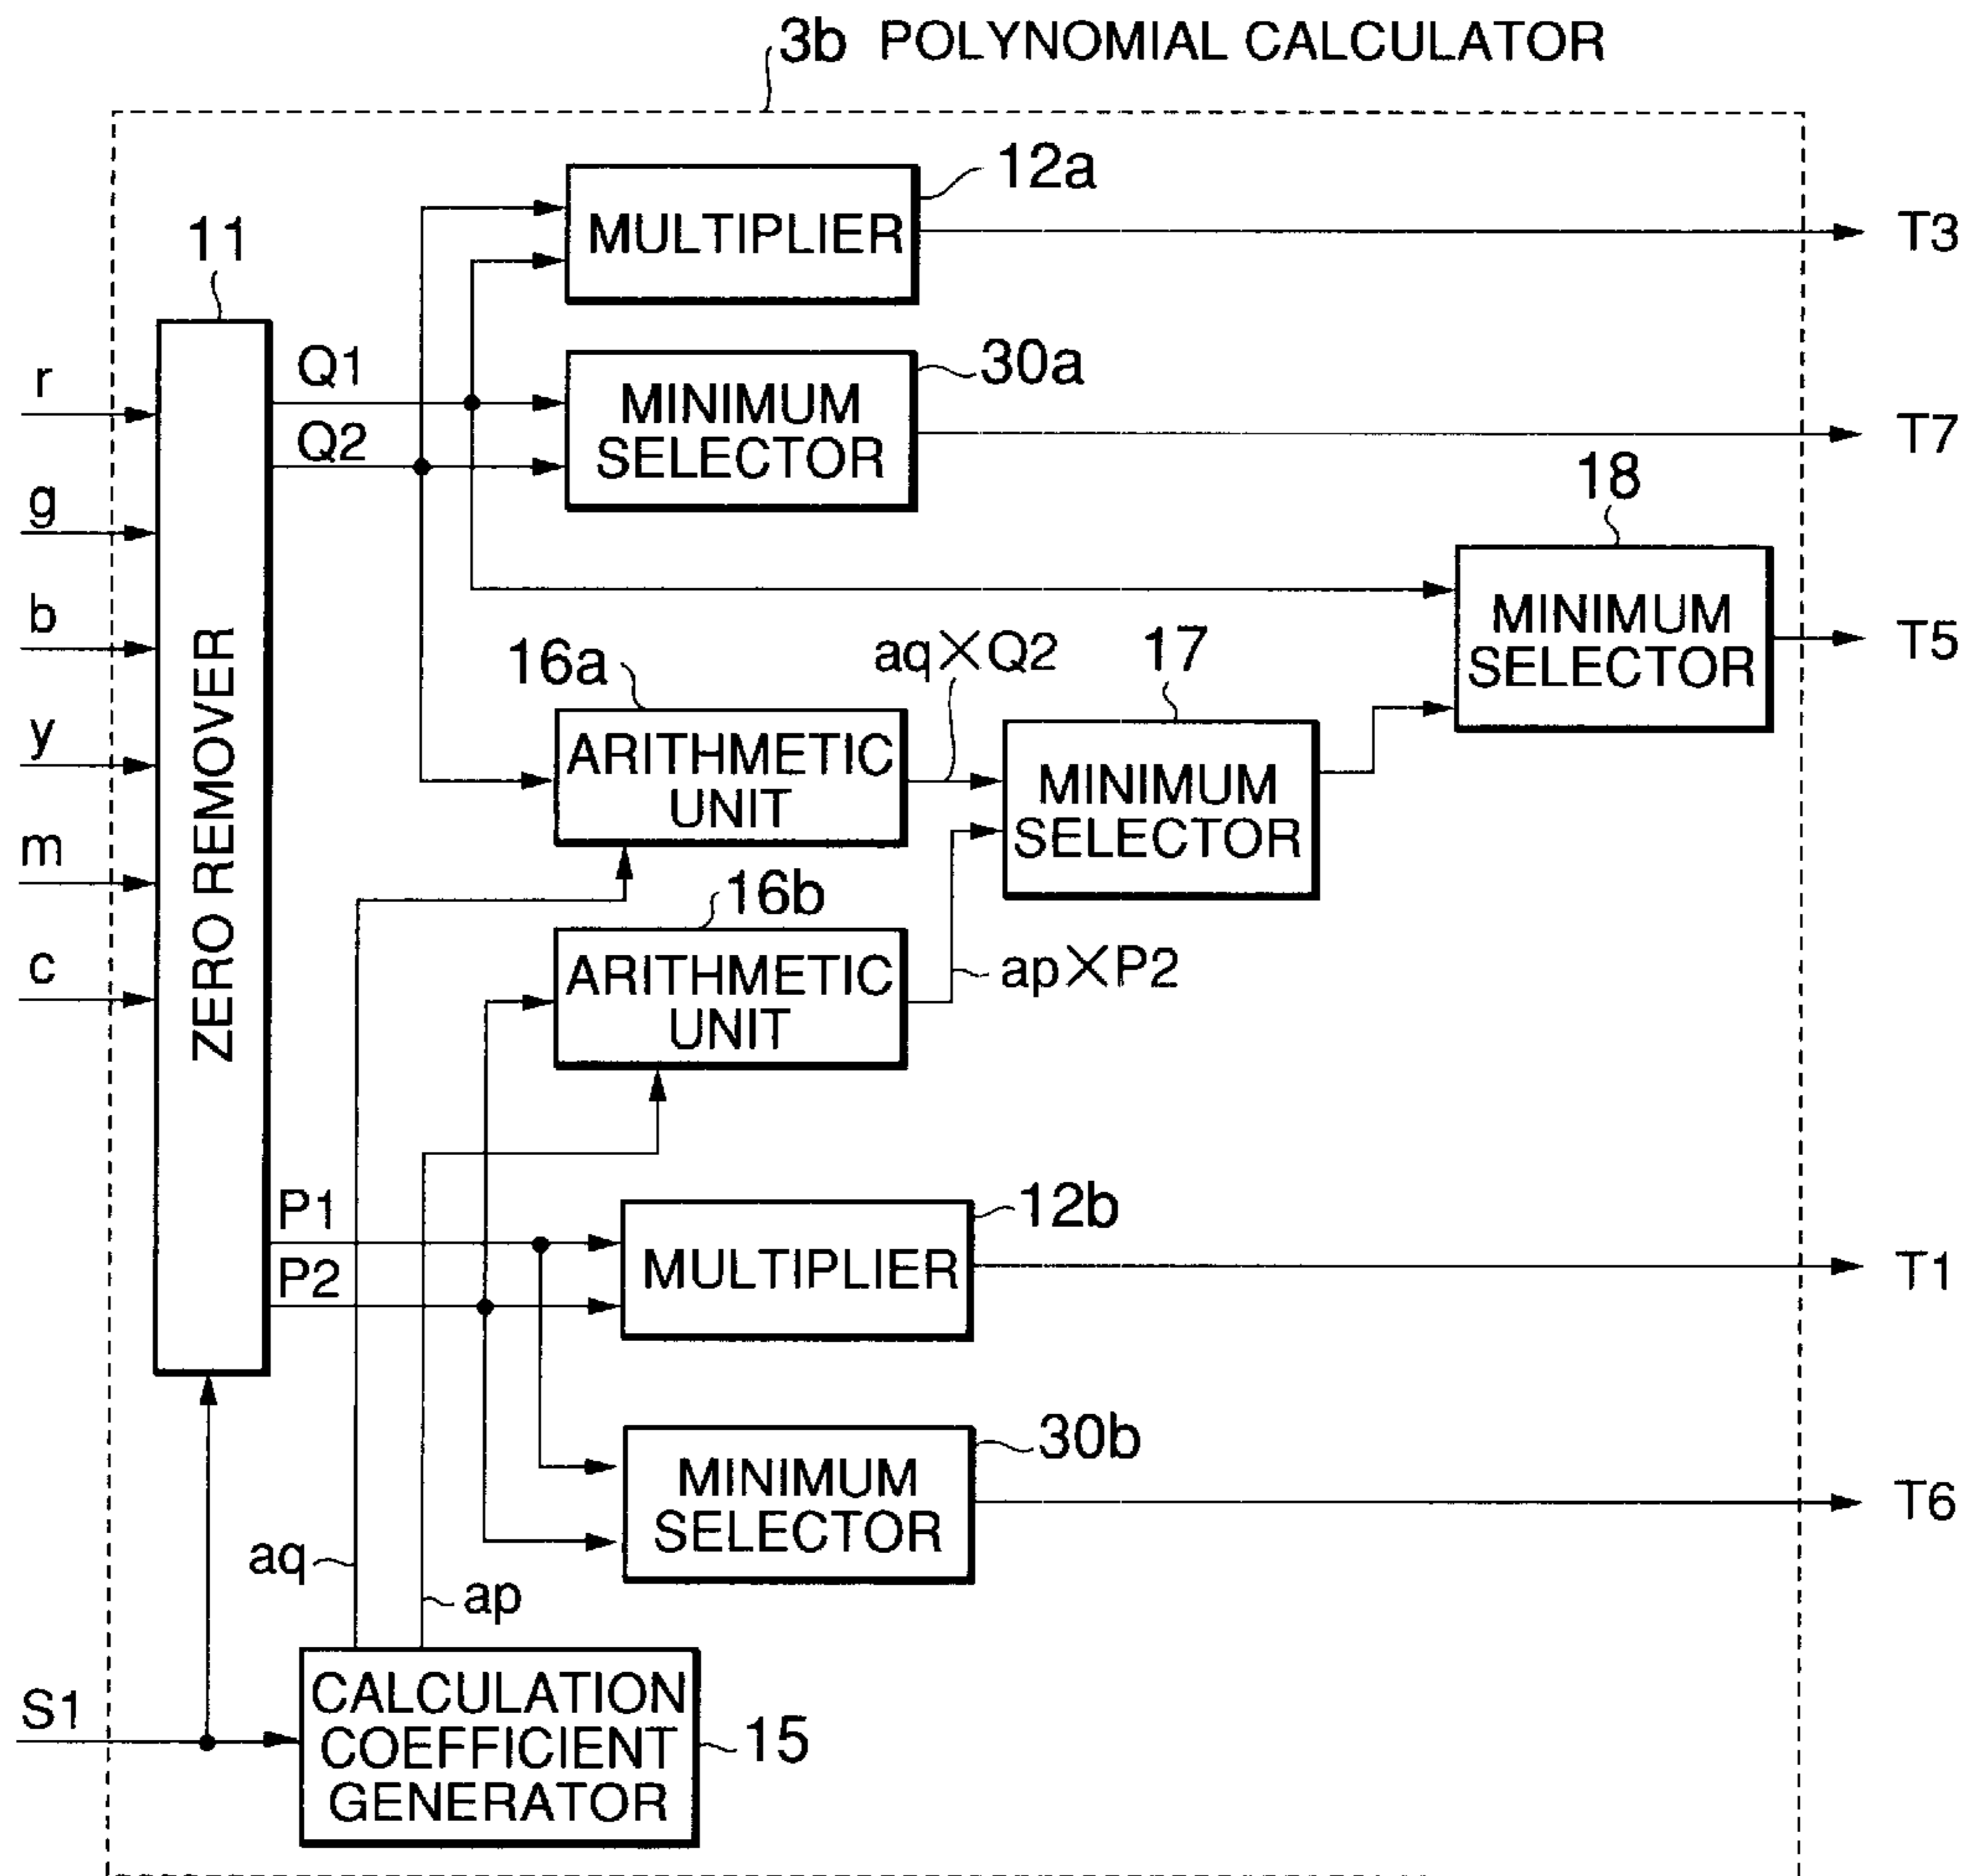 3b POLYNOMIAL CALCULATOR
12a
MULTIPLIER
T3
11
30a
Q1
MINIMUM
SELECTOR
T7
r
Q2
18
g
MINIMUM
SELECTOR
T5
b
ZERO REMOVER
16a
aq×Q2
17
y
ARITHMETIC
UNIT
MINIMUM
SELECTOR
m
16b
c
ARITHMETIC
UNIT
ap×P2
P1
12b
MULTIPLIER
T1
P2
30b
MINIMUM
SELECTOR
T6
aq
ap
S1
CALCULATION
COEFFICIENT
GENERATOR
15